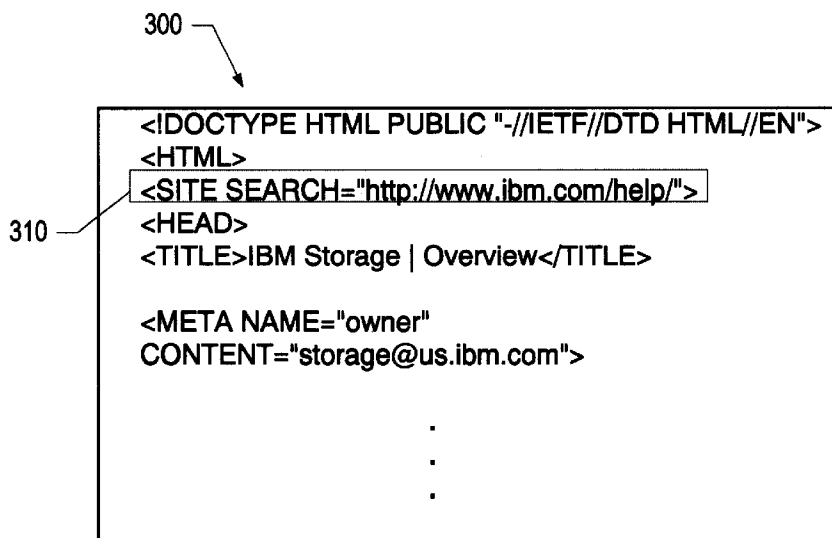 300
<!DOCTYPE HTML PUBLIC "-//IETF//DTD HTML//EN">
<HTML>
<SITE SEARCH="http://www.ibm.com/help/">
310
<HEAD>
<TITLE>IBM Storage | Overview</TITLE>
<META NAME="owner"
CONTENT="storage@us.ibm.com">
.
.
.